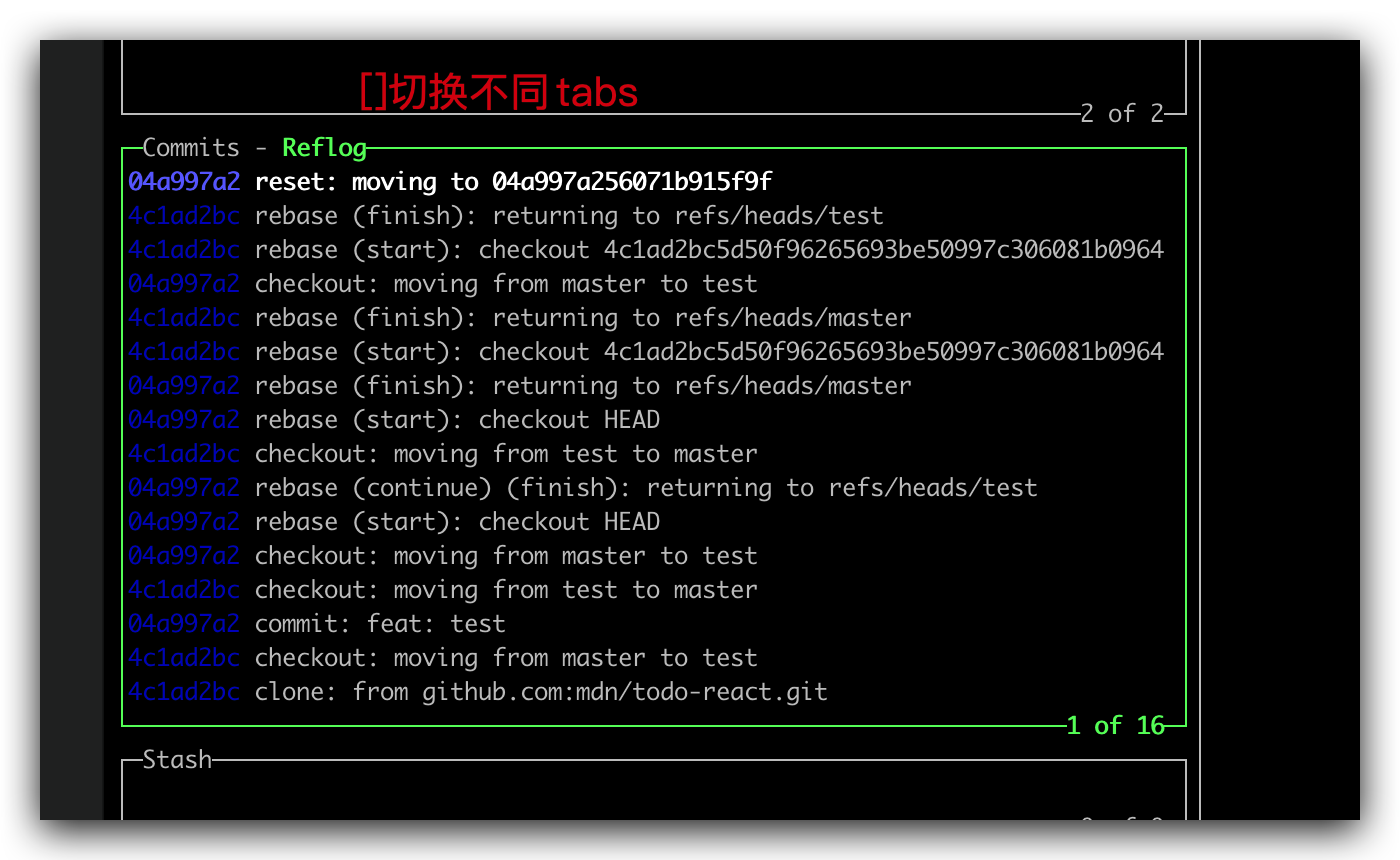 []切换不同tabs
2 of 2
Commits - Reflog
04a997a2 reset: moving to 04a997a256071b915f9f
4c1ad2bc rebase (finish): returning to refs/heads/test
4c1ad2bc rebase (start): checkout 4c1ad2bc5d50f96265693be50997c306081b0964
04a997a2 checkout: moving from master to test
4c1ad2bc rebase (finish): returning to refs/heads/master
4c1ad2bc rebase (start): checkout 4c1ad2bc5d50f96265693be50997c306081b0964
04a997a2 rebase (finish): returning to refs/heads/master
04a997a2 rebase (start): checkout HEAD
4c1ad2bc checkout: moving from test to master
04a997a2 rebase (continue) (finish): returning to refs/heads/test
04a997a2 rebase (start): checkout HEAD
04a997a2 checkout: moving from master to test
4c1ad2bc checkout: moving from test to master
04a997a2 commit: feat: test
4c1ad2bc checkout: moving from master to test
4c1ad2bc clone: from github.com:mdn/todo-react.git
1 of 16
Stash